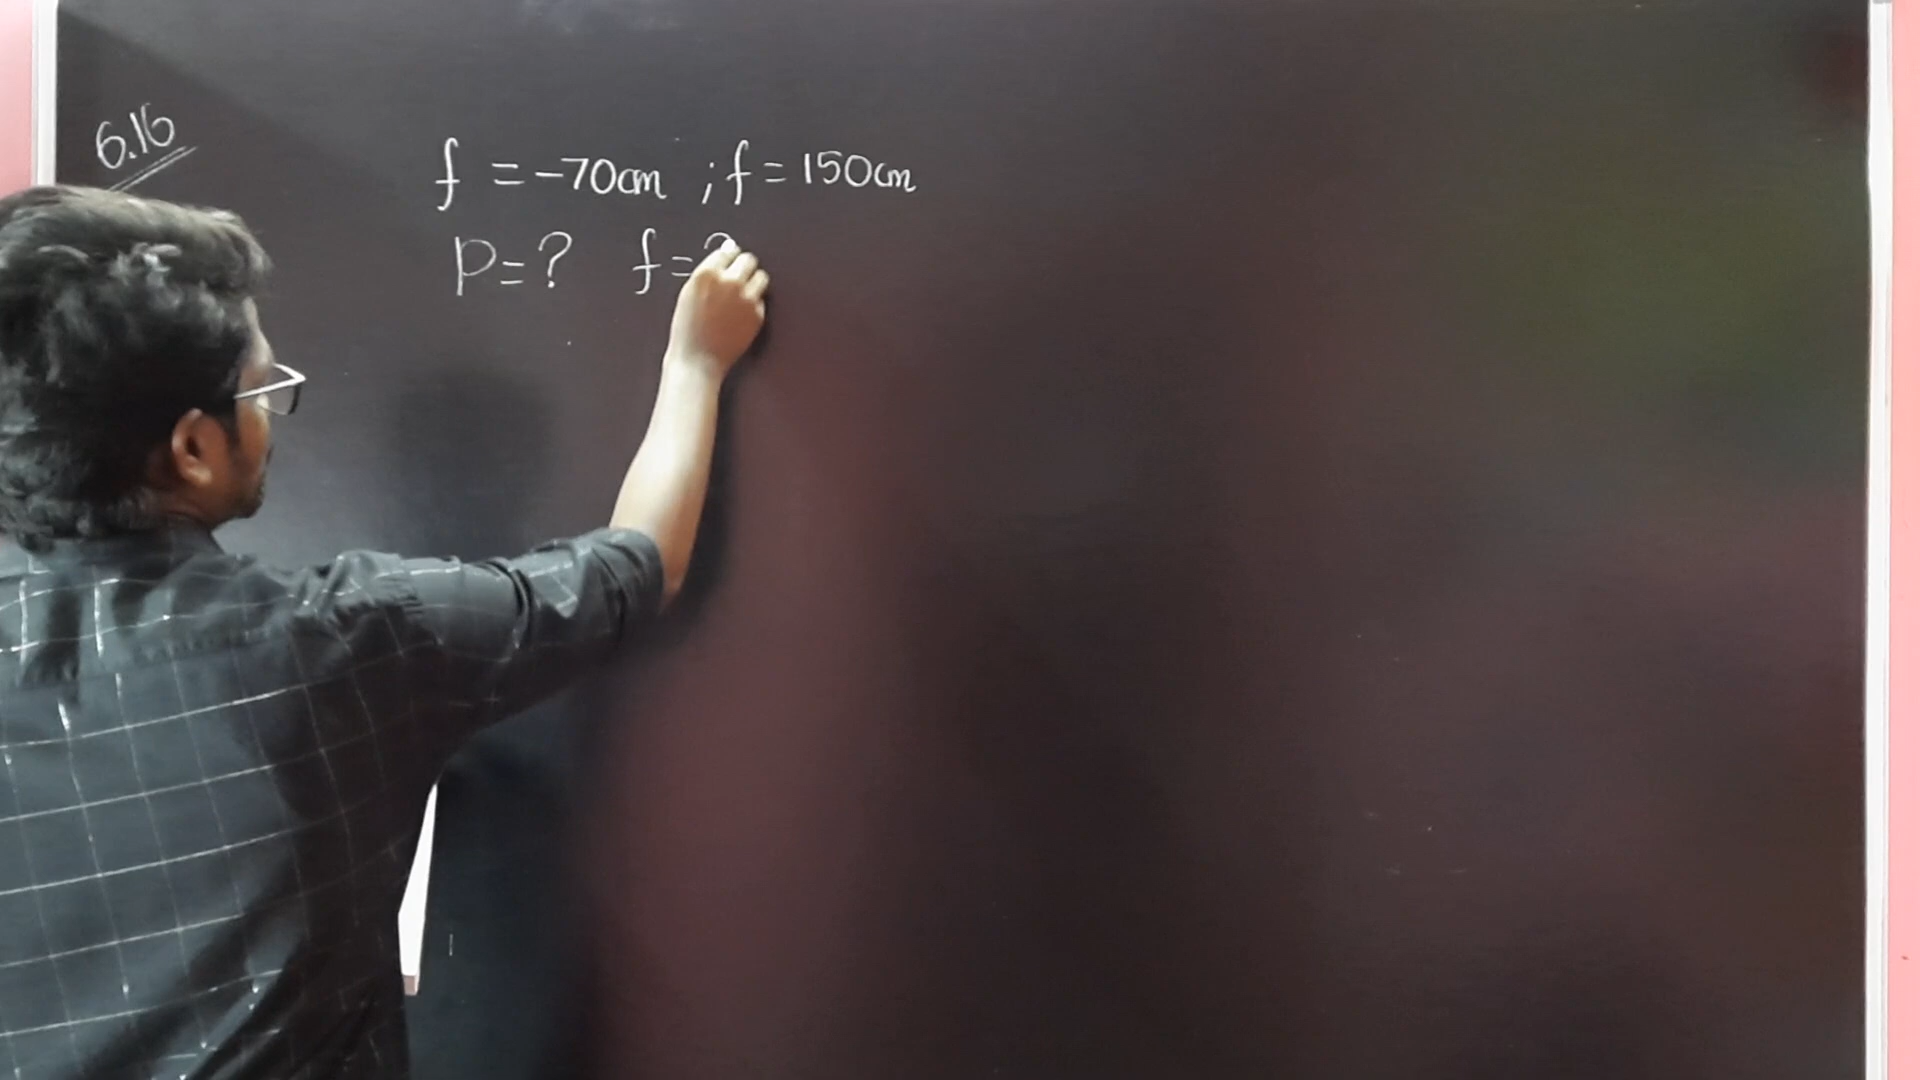 6.16
f = -70cm ; f = 150cm
P = ? f = ?